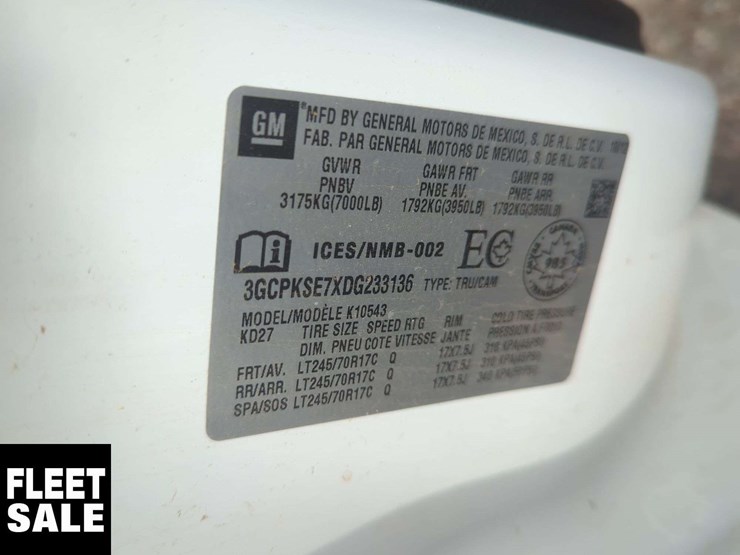 GM
MFD BY GENERAL MOTORS DE MEXICO, S. DE R.L. DE C.V.
FAB. PAR GENERAL MOTORS DE MEXICO, S. DE R.L. DE C.V.
GVWR GAWR FRT GAWR RR
PNBV PNBE AV. PNBE ARR.
3175KG(7000LB) 1792KG(3950LB) 1792KG(3950LB)
i ICES/NMB-002 EC
CANADA
3GCPKSE7XDG233136 TYPE: TRU/CAM
MODEL/MODÈLE K10543
KD27 TIRE SIZE SPEED RTG RIM COLD TIRE PRESSURE
DIM. PNEU COTE VITESSE JANTE PRESSION A FROID
FRT/AV. LT245/70R17C Q 17X7.5J
RR/ARR. LT245/70R17C Q 17X7.5J
SPA/SOS LT245/70R17C Q 17X7.5J
FLEET
SALE